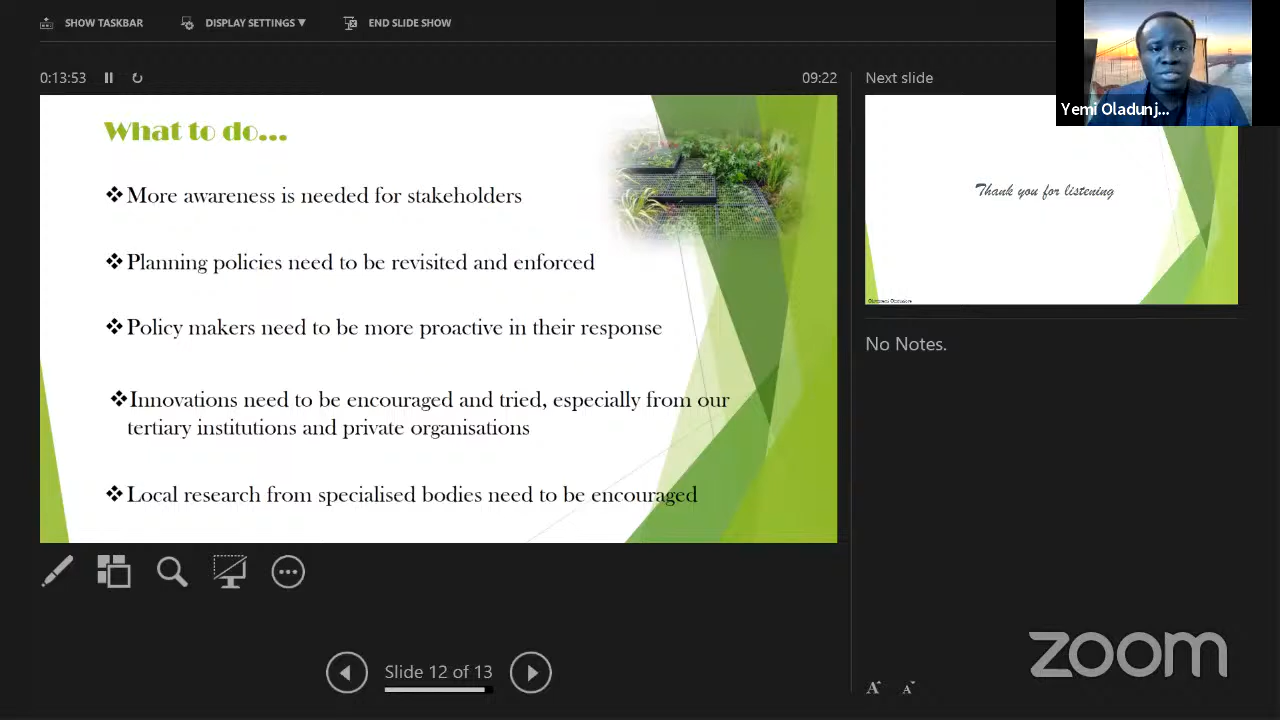 SHOW TASKBAR
DISPLAY SETTINGS ▼
END SLIDE SHOW
0:13:53
09:22
Next slide
Yemi Oladunj...
What to do...
❖More awareness is needed for stakeholders
❖Planning policies need to be revisited and enforced
❖Policy makers need to be more proactive in their response
❖Innovations need to be encouraged and tried, especially from our
tertiary institutions and private organisations
❖Local research from specialised bodies need to be encouraged
Thank you for listening
No Notes.
Slide 12 of 13
A A
zoom